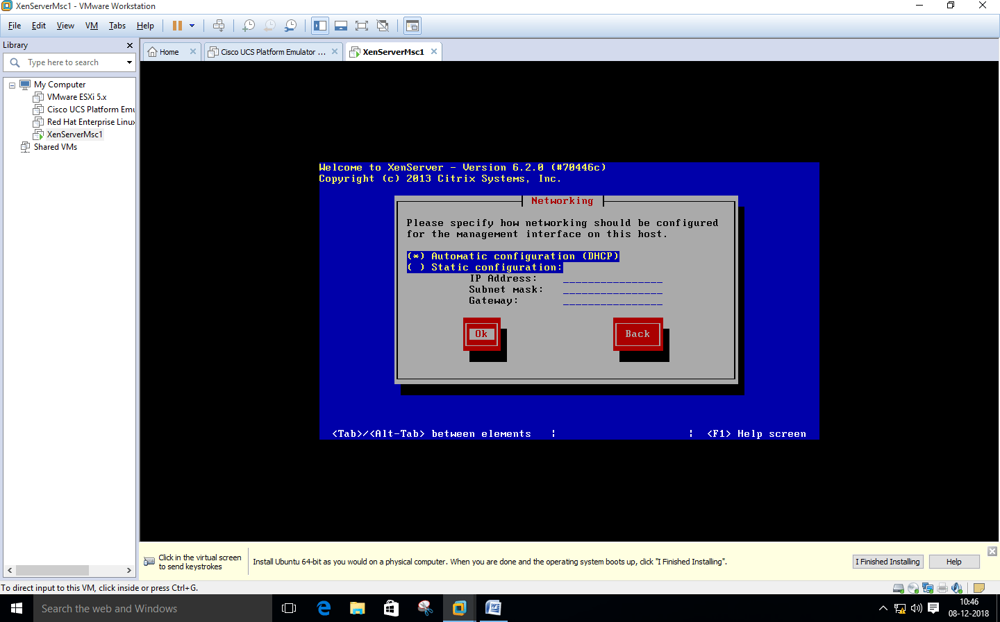 XenServerMsc1 - VMware Workstation
File Edit View VM Tabs Help
Library
Home Cisco UCS Platform Emulator ... XenServerMsc1
Type here to search
My Computer
VMware ESXi 5.x
Cisco UCS Platform Emu
Red Hat Enterprise Linux
XenServerMsc1
Shared VMs
Welcome to XenServer - Version 6.2.0 (#70446c)
Copyright (c) 2013 Citrix Systems, Inc.
Networking
Please specify how networking should be configured
for the management interface on this host.
(*) Automatic configuration (DHCP)
( ) Static configuration:
IP Address: ________________
Subnet mask: ________________
Gateway: ________________
Ok Back
<Tab>/<Alt-Tab> between elements ¦ ¦ <F1> Help screen
Click in the virtual screen
to send keystrokes
Install Ubuntu 64-bit as you would on a physical computer. When you are done and the operating system boots up, click "I Finished Installing".
I Finished Installing Help
To direct input to this VM, click inside or press Ctrl+G.
Search the web and Windows
10:46
08-12-2018